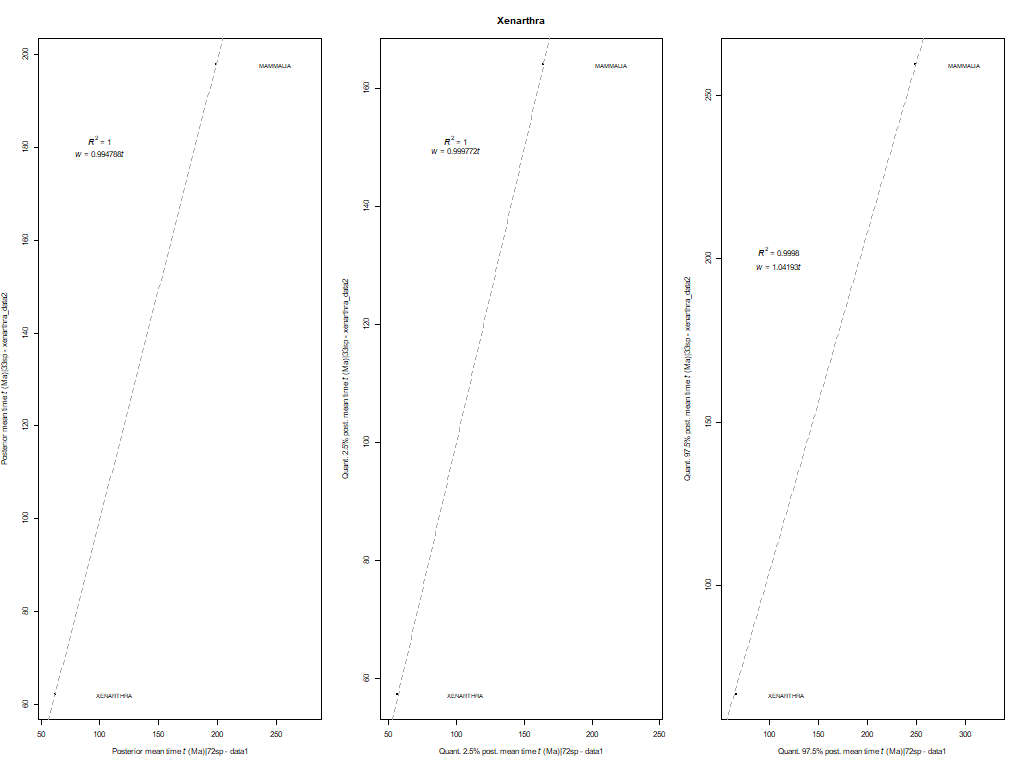 Xenarthra
Posterior mean time t (Ma)|33sp - xenarthra_data2
200
180
160
140
120
100
80
60
MAMMALIA
R² = 1
w = 0.994788t
XENARTHRA
50 100 150 200 250
Posterior mean time t (Ma)|72sp - data1
Quant. 2.5% post. mean time t (Ma)|33sp - xenarthra_data2
160
140
120
100
80
60
MAMMALIA
R² = 1
w = 0.999772t
XENARTHRA
50 100 150 200 250
Quant. 2.5% post. mean time t (Ma)|72sp - data1
Quant. 97.5% post. mean time t (Ma)|33sp - xenarthra_data2
250
200
150
100
MAMMALIA
R² = 0.9998
w = 1.04193t
XENARTHRA
100 150 200 250 300
Quant. 97.5% post. mean time t (Ma)|72sp - data1